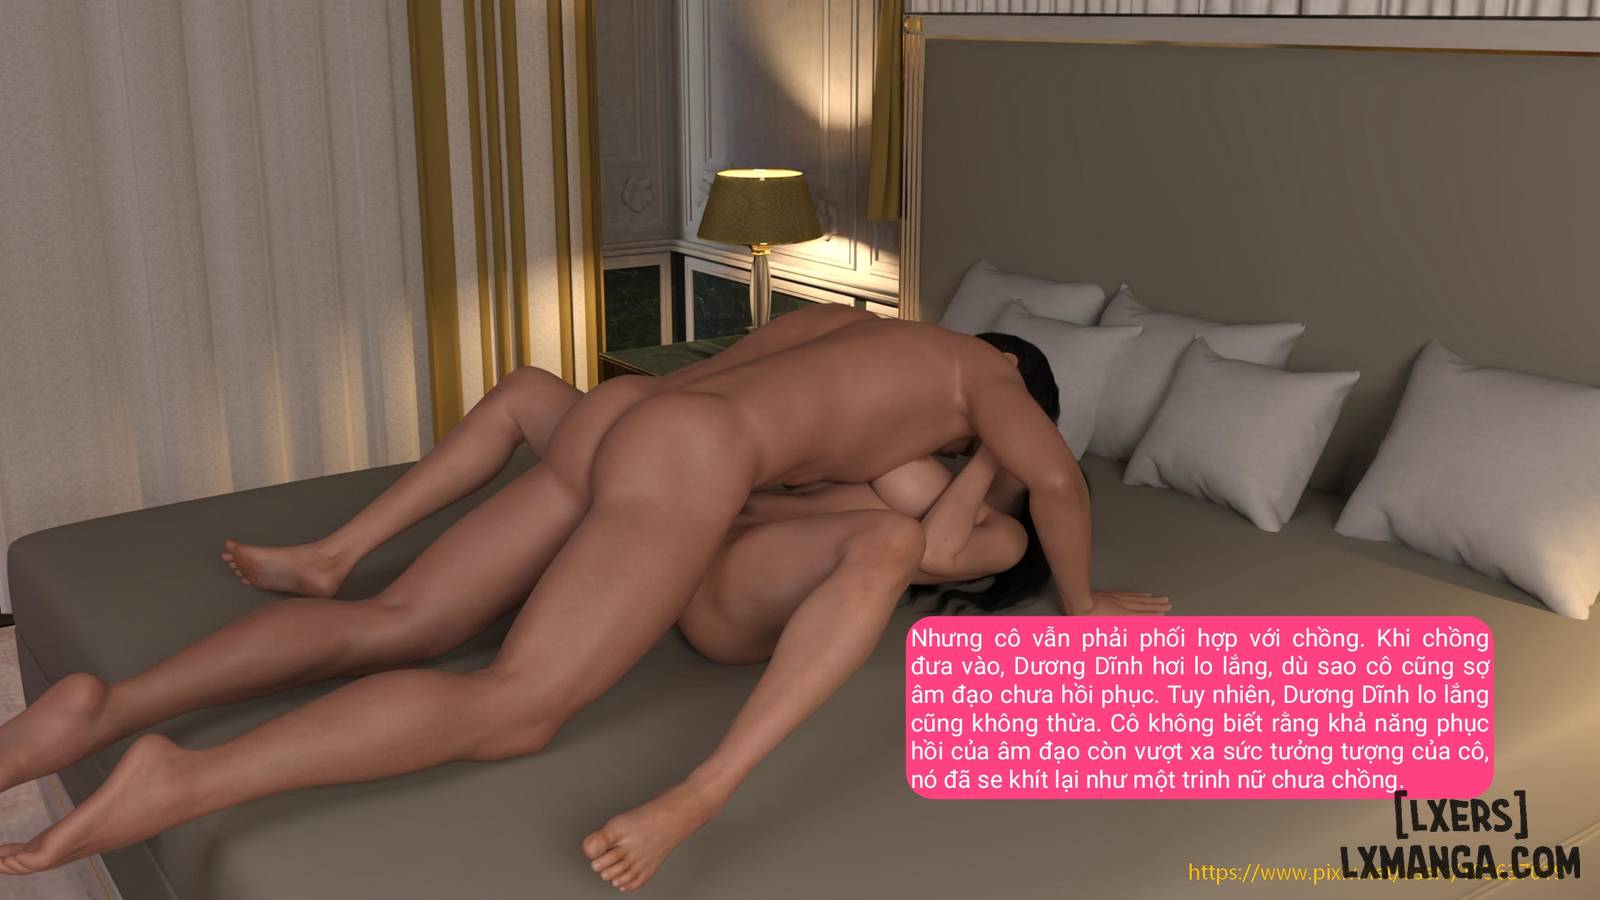 Nhưng cô vẫn phải phối hợp với chồng. Khi chồng
đưa vào, Dương Dĩnh hơi lo lắng, dù sao cô cũng sợ
âm đạo chưa hồi phục. Tuy nhiên, Dương Dĩnh lo lắng
cũng không thừa. Cô không biết rằng khả năng phục
hồi của âm đạo còn vượt xa sức tưởng tượng của cô,
nó đã se khít lại như một trinh nữ chưa chồng.
[LXERS]
LXMANGA.COM